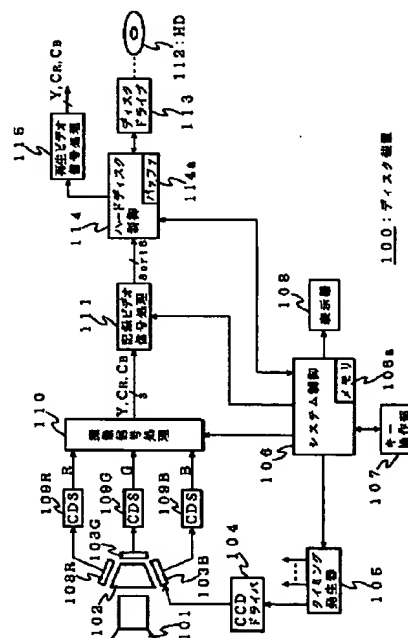 101
102
103R
103G
103B
104
CCD
ドライバ
105
タイミング
発生器
109R
CDS
R
109G
CDS
G
109B
CDS
B
110
撮像信号処理
Y, CR, CB
3
111
記録ビデオ
信号処理
8or16
114
ハードディスク
制御
バッファ
114a
115
再生ビデオ
信号処理
Y, CR, CB
113
ディスク
ドライブ
112:HD
106
システム制御
メモリ
107
キー
操作部
108
表示器
100:ディスク装置